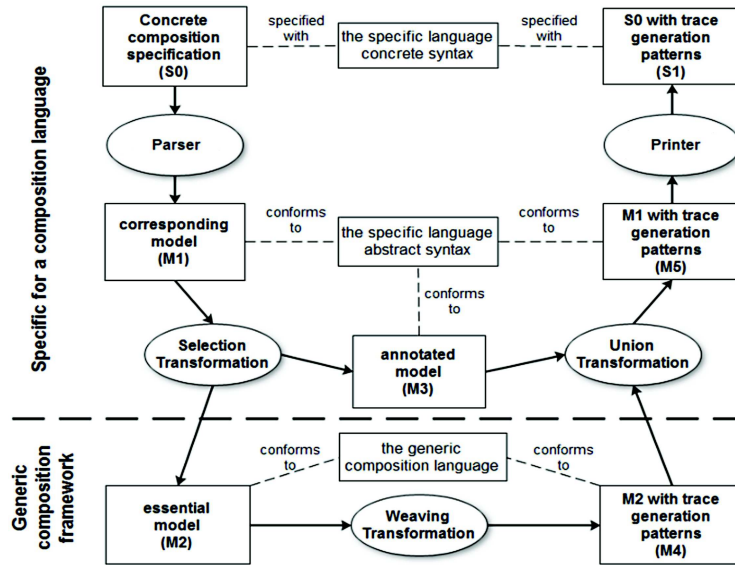 Concrete
composition
specification
(S0)
specified
with
the specific language
concrete syntax
specified
with
S0 with trace
generation
patterns
(S1)
Parser
Printer
corresponding
model
(M1)
conforms
to
the specific language
abstract syntax
conforms
to
M1 with trace
generation
patterns
(M5)
conforms
to
Selection
Transformation
annotated
model
(M3)
Union
Transformation
Specific for a composition language
conforms
to
the generic
composition language
conforms
to
essential
model
(M2)
Weaving
Transformation
M2 with trace
generation
patterns
(M4)
Generic
composition
framework